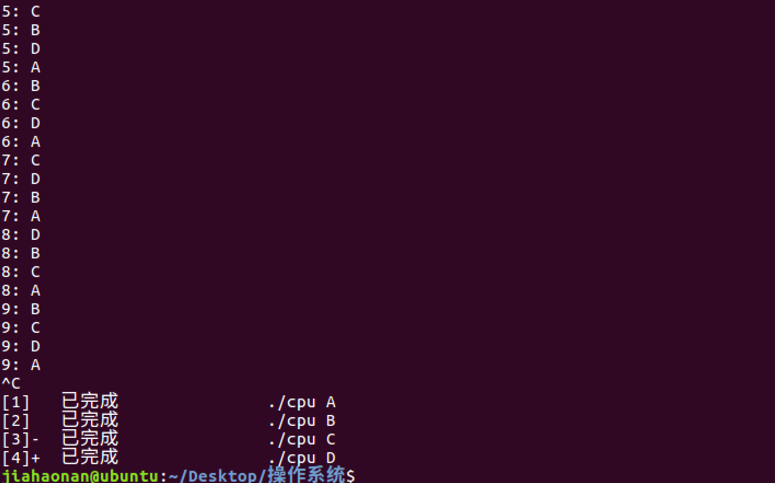 5: C
5: B
5: D
5: A
6: B
6: C
6: D
6: A
7: C
7: D
7: B
7: A
8: D
8: B
8: C
8: A
9: B
9: C
9: D
9: A
^C
[1]   已完成               ./cpu A
[2]   已完成               ./cpu B
[3]-  已完成               ./cpu C
[4]+  已完成               ./cpu D
jiahaonan@ubuntu:~/Desktop/操作系统$